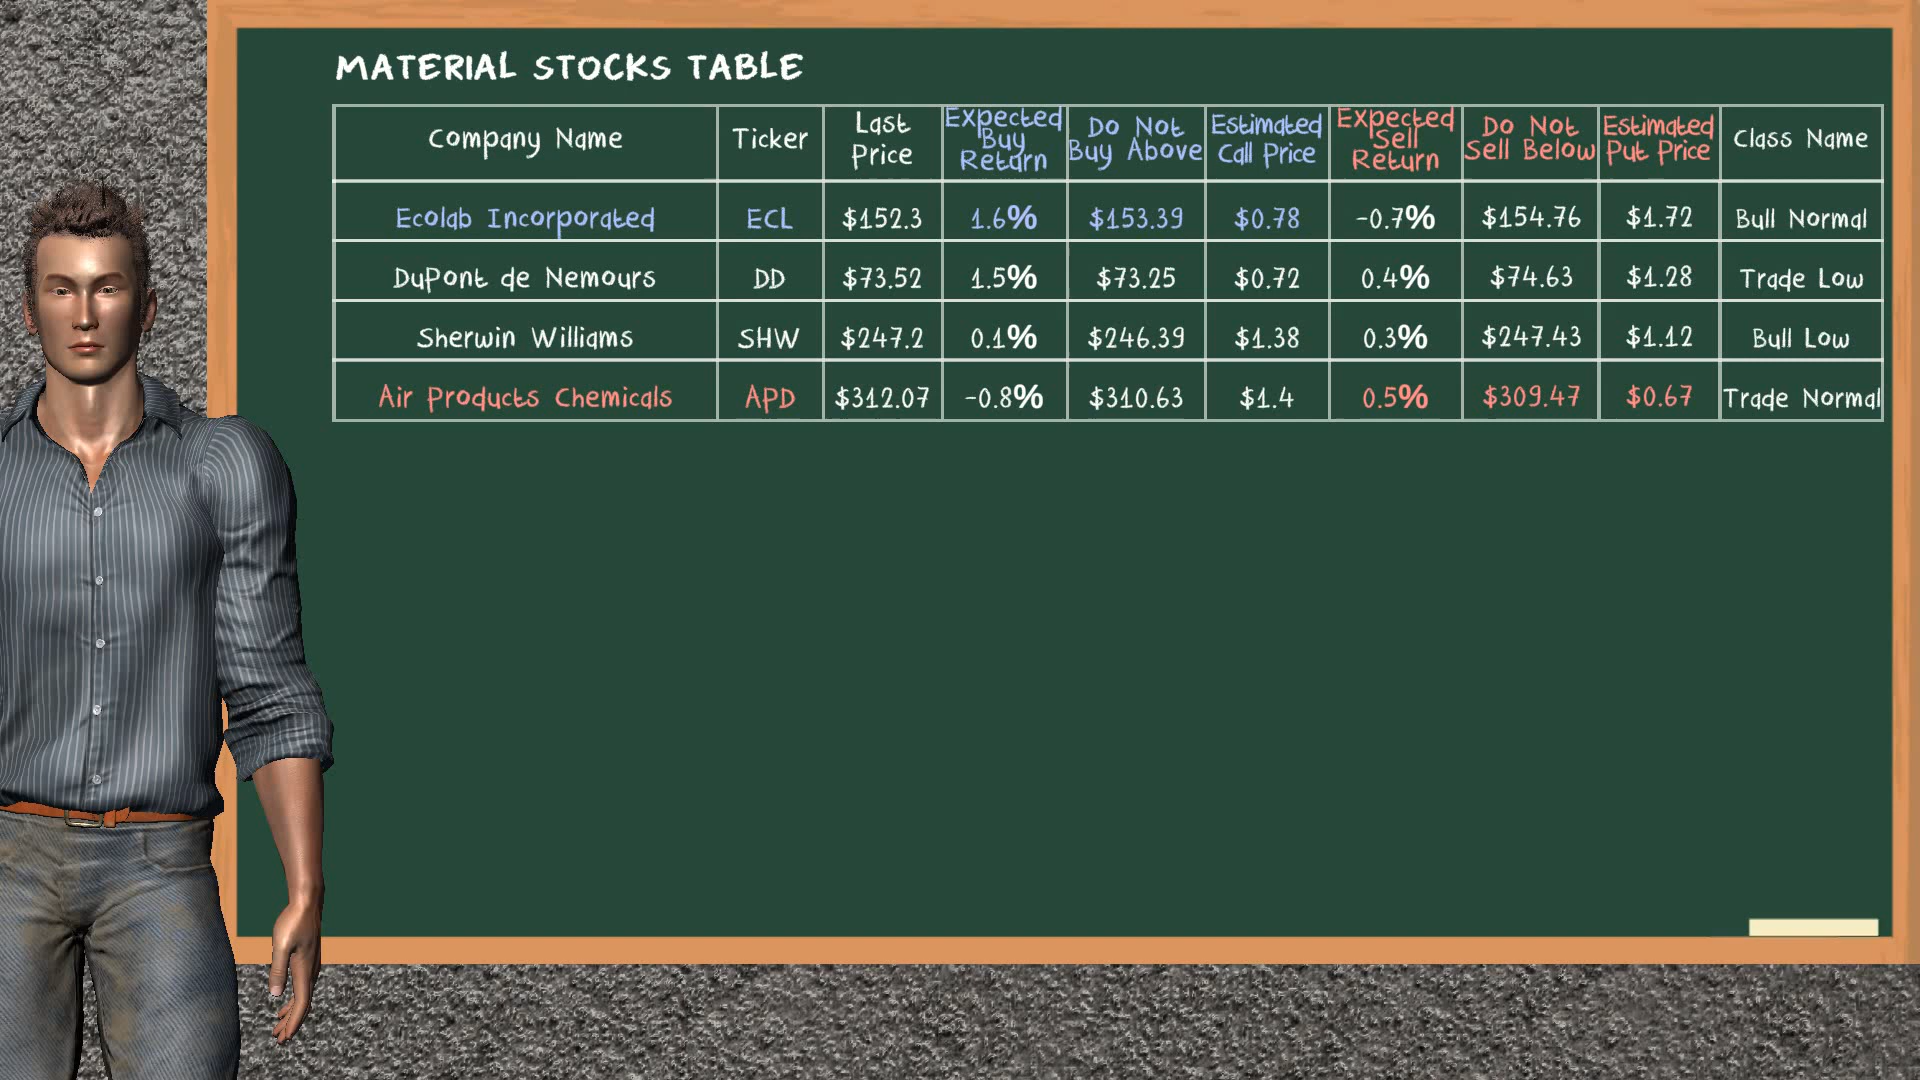 MATERIAL STOCKS TABLE
Company Name Ticker Last Price Expected Buy Return Do Not Buy Above Estimated Call Price Expected Sell Return Do Not Sell Below Estimated Put Price Class Name
Ecolab Incorporated ECL $152.3 1.6% $153.39 $0.78 -0.7% $154.76 $1.72 Bull Normal
DuPont de Nemours DD $73.52 1.5% $73.25 $0.72 0.4% $74.63 $1.28 Trade Low
Sherwin Williams SHW $247.2 0.1% $246.39 $1.38 0.3% $247.43 $1.12 Bull Low
Air Products Chemicals APD $312.07 -0.8% $310.63 $1.4 0.5% $309.47 $0.67 Trade Normal